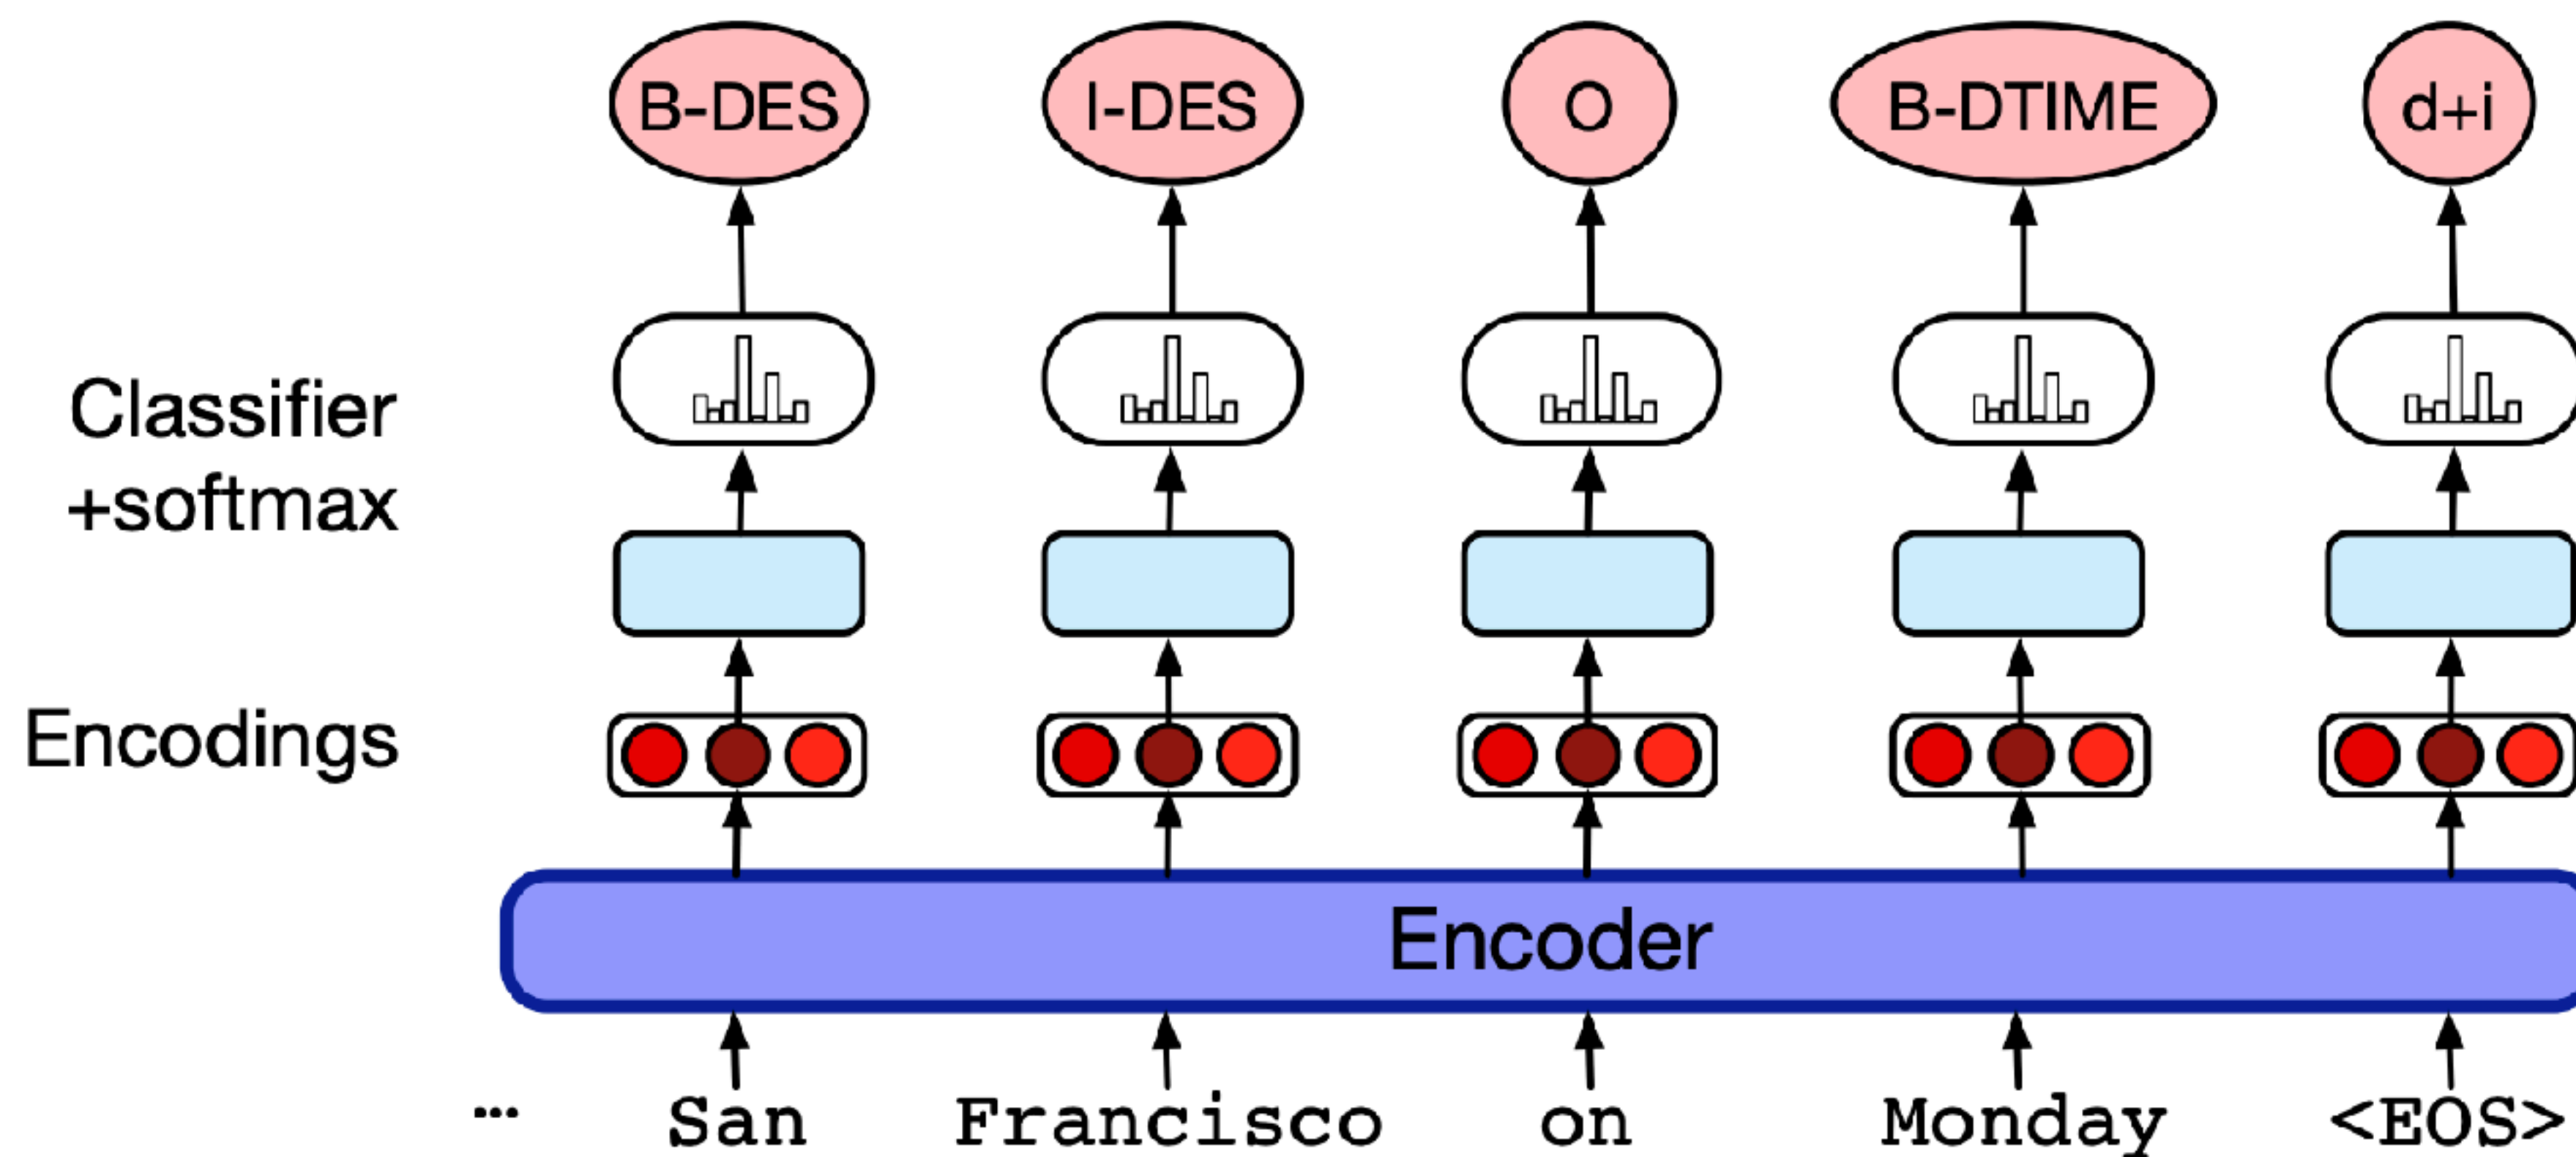 B-DES I-DES O B-DTIME d+i
Classifier
+softmax
Encodings
Encoder
… San Francisco on Monday <EOS>